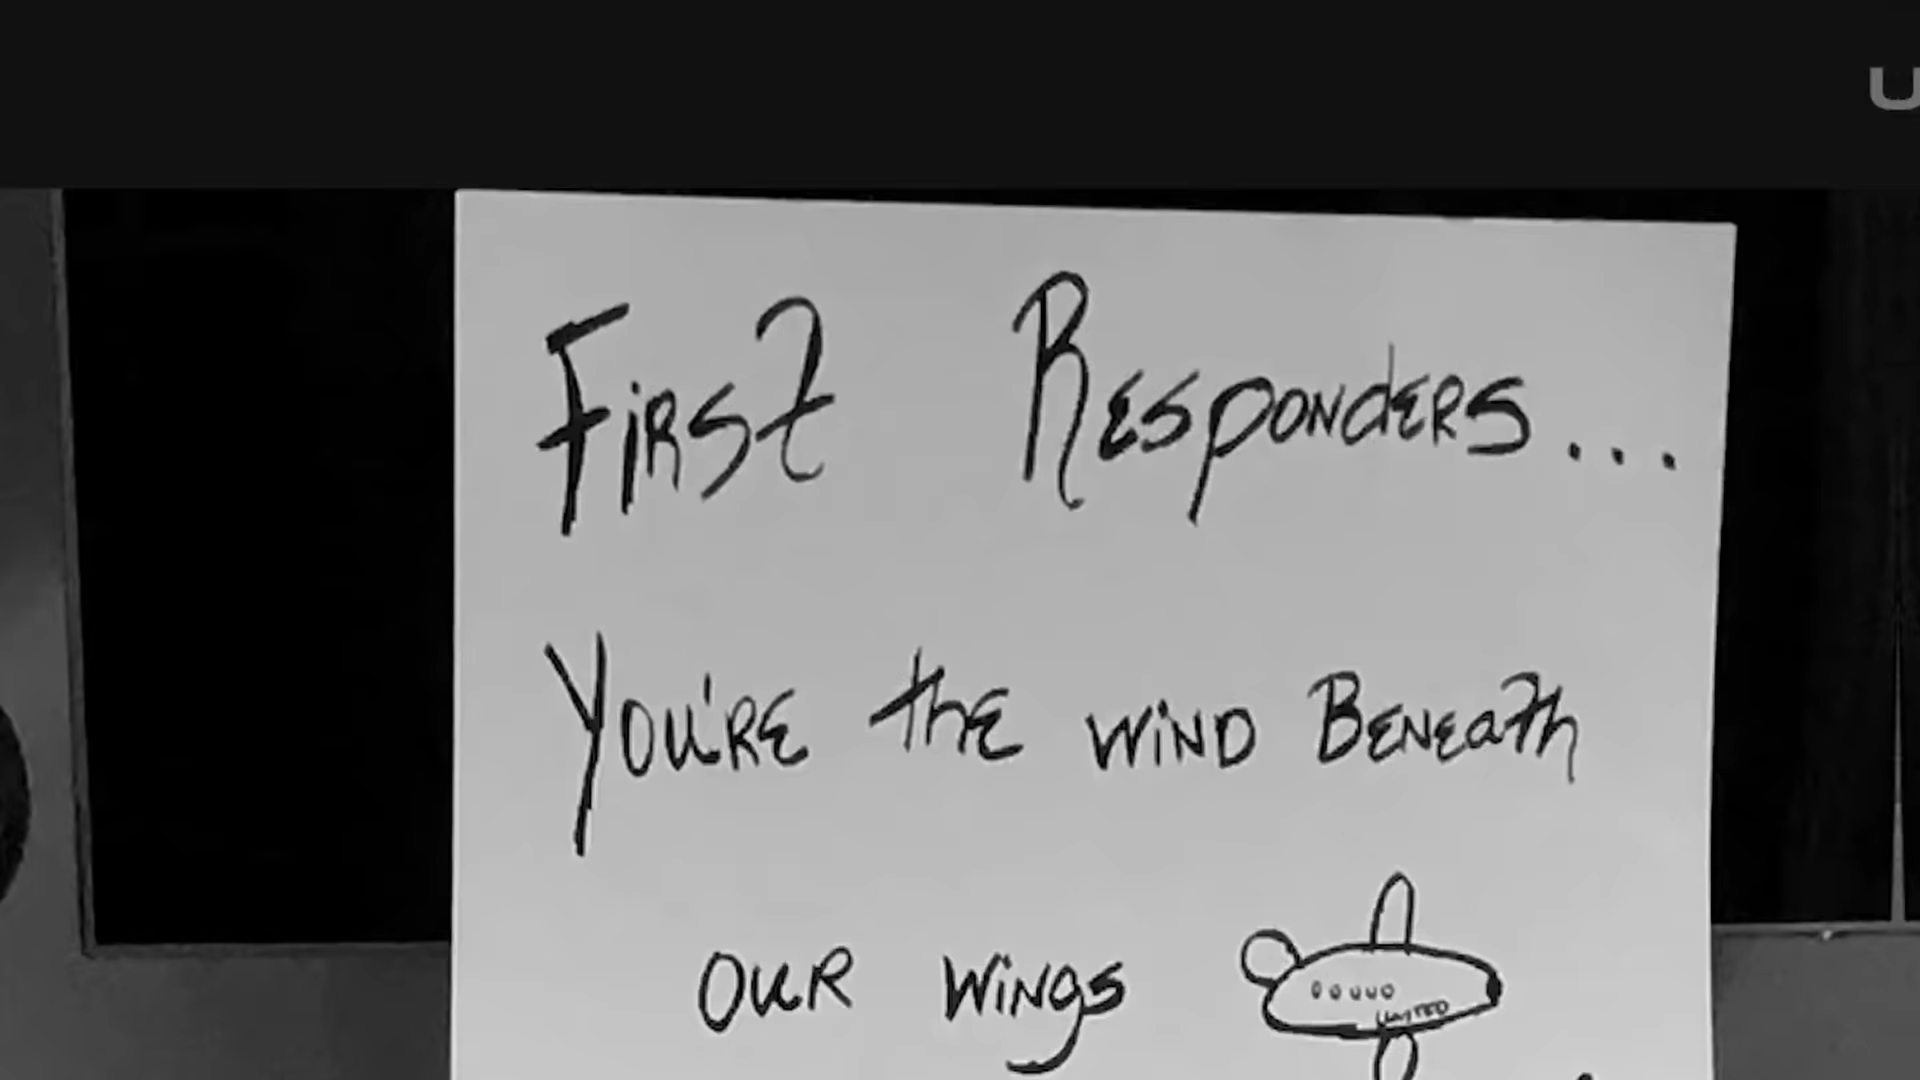 U
First Responders...
You're the wind Beneath
our wings
UNITED